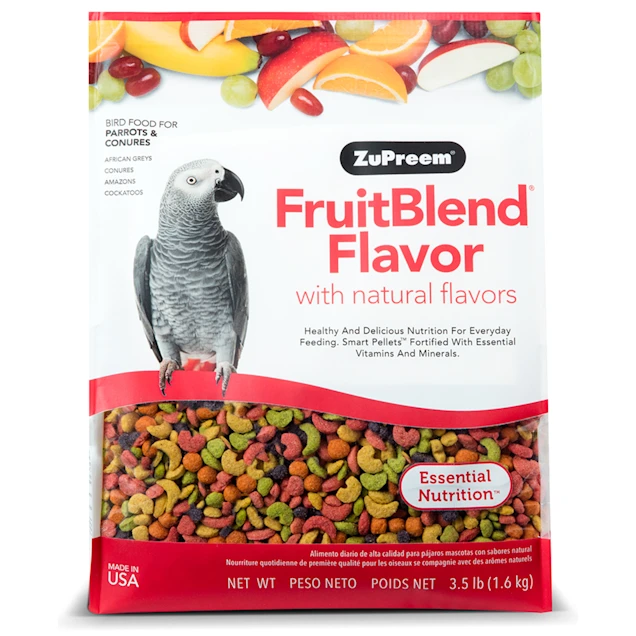 BIRD FOOD FOR
PARROTS &
CONURES
AFRICAN GREYS
CONURES
AMAZONS
COCKATOOS
ZuPreem®
FruitBlend®
Flavor
with natural flavors
Healthy And Delicious Nutrition For Everyday
Feeding. Smart Pellets™ Fortified With Essential
Vitamins And Minerals.
Essential
Nutrition™
Alimento diario de alta calidad para pájaros mascotas con sabores natural
Nourriture quotidienne de première qualité pour les oiseaux se compagnie avec des arômes naturels
MADE IN
USA
NET WT PESO NETO POIDS NET 3.5 lb (1.6 kg)